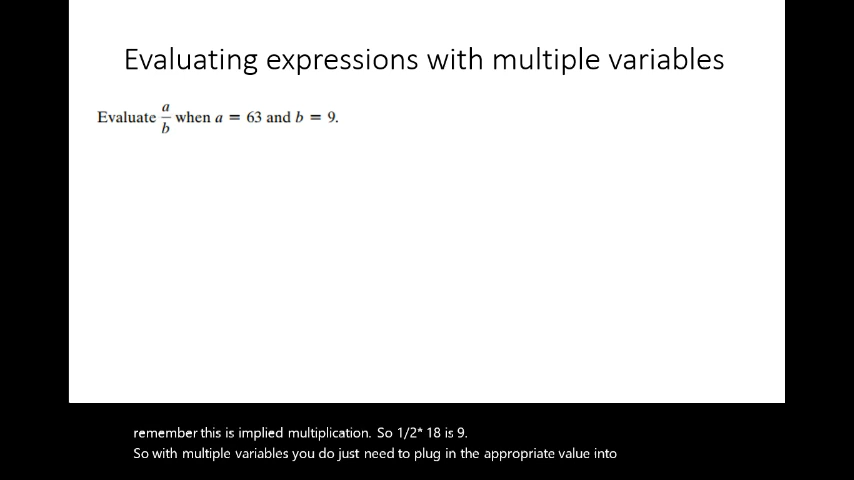 Evaluating expressions with multiple variables
Evaluate a/b when a = 63 and b = 9.
remember this is implied multiplication. So 1/2* 18 is 9.
So with multiple variables you do just need to plug in the appropriate value into